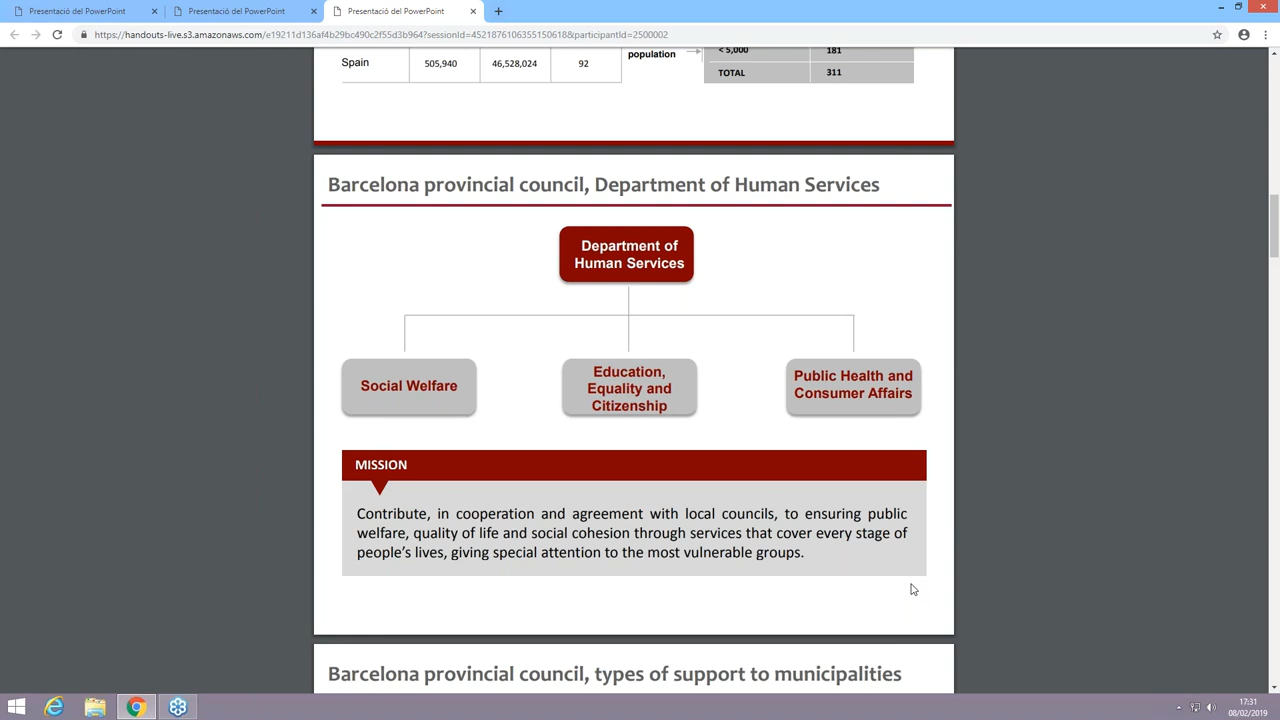 Presentació del PowerPoint
Presentació del PowerPoint
Presentació del PowerPoint
https://handouts-live.s3.amazonaws.com/e19211d136af4b29bc490c2f55d3b964?sessionId=4521876106355150618&participantId=2500002
population
< 5,000 181
Spain 505,940 46,528,024 92
TOTAL 311
Barcelona provincial council, Department of Human Services
Department of
Human Services
Social Welfare
Education,
Equality and
Citizenship
Public Health and
Consumer Affairs
MISSION
Contribute, in cooperation and agreement with local councils, to ensuring public
welfare, quality of life and social cohesion through services that cover every stage of
people's lives, giving special attention to the most vulnerable groups.
Barcelona provincial council, types of support to municipalities
17:31
08/02/2019